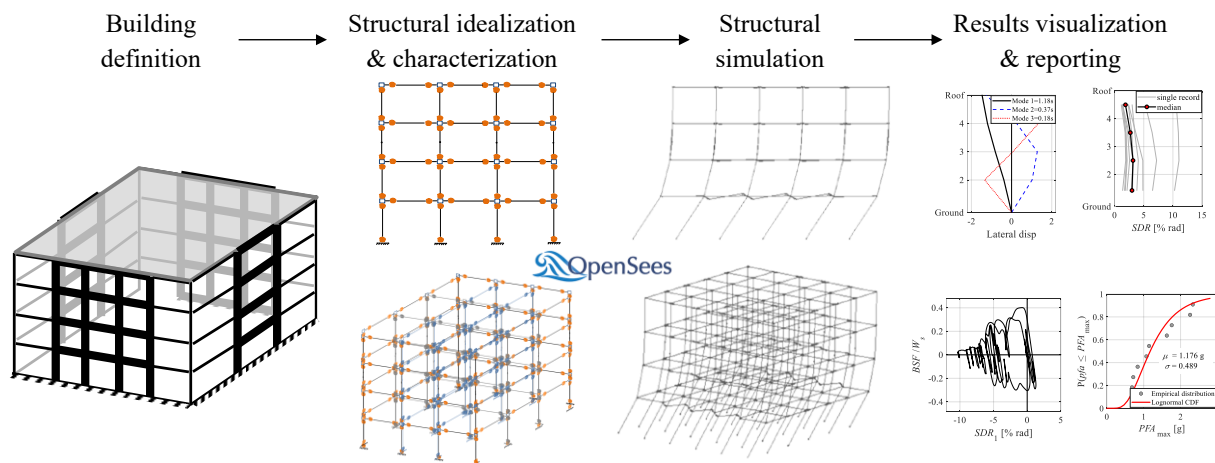 Building
definition
Structural idealization
& characterization
Structural
simulation
Results visualization
& reporting
Roof
4
3
2
Ground
-2
0
2
Lateral disp
Mode 1=1.18s
Mode 2=0.37s
Mode 3=0.18s
Roof
4
3
2
Ground
0
5
10
15
SDR [% rad]
single record
median
OpenSees
0.4
0.2
0
-0.2
-0.4
BSF/Ws
-10
-5
0
SDR1 [% rad]
1
0.8
0.6
0.4
0.2
0
P(pfa ≤ PFAmax)
μ = 1.176 g
σ = 0.489
Empirical distribution
Lognormal CDF
0
1
2
PFAmax [g]